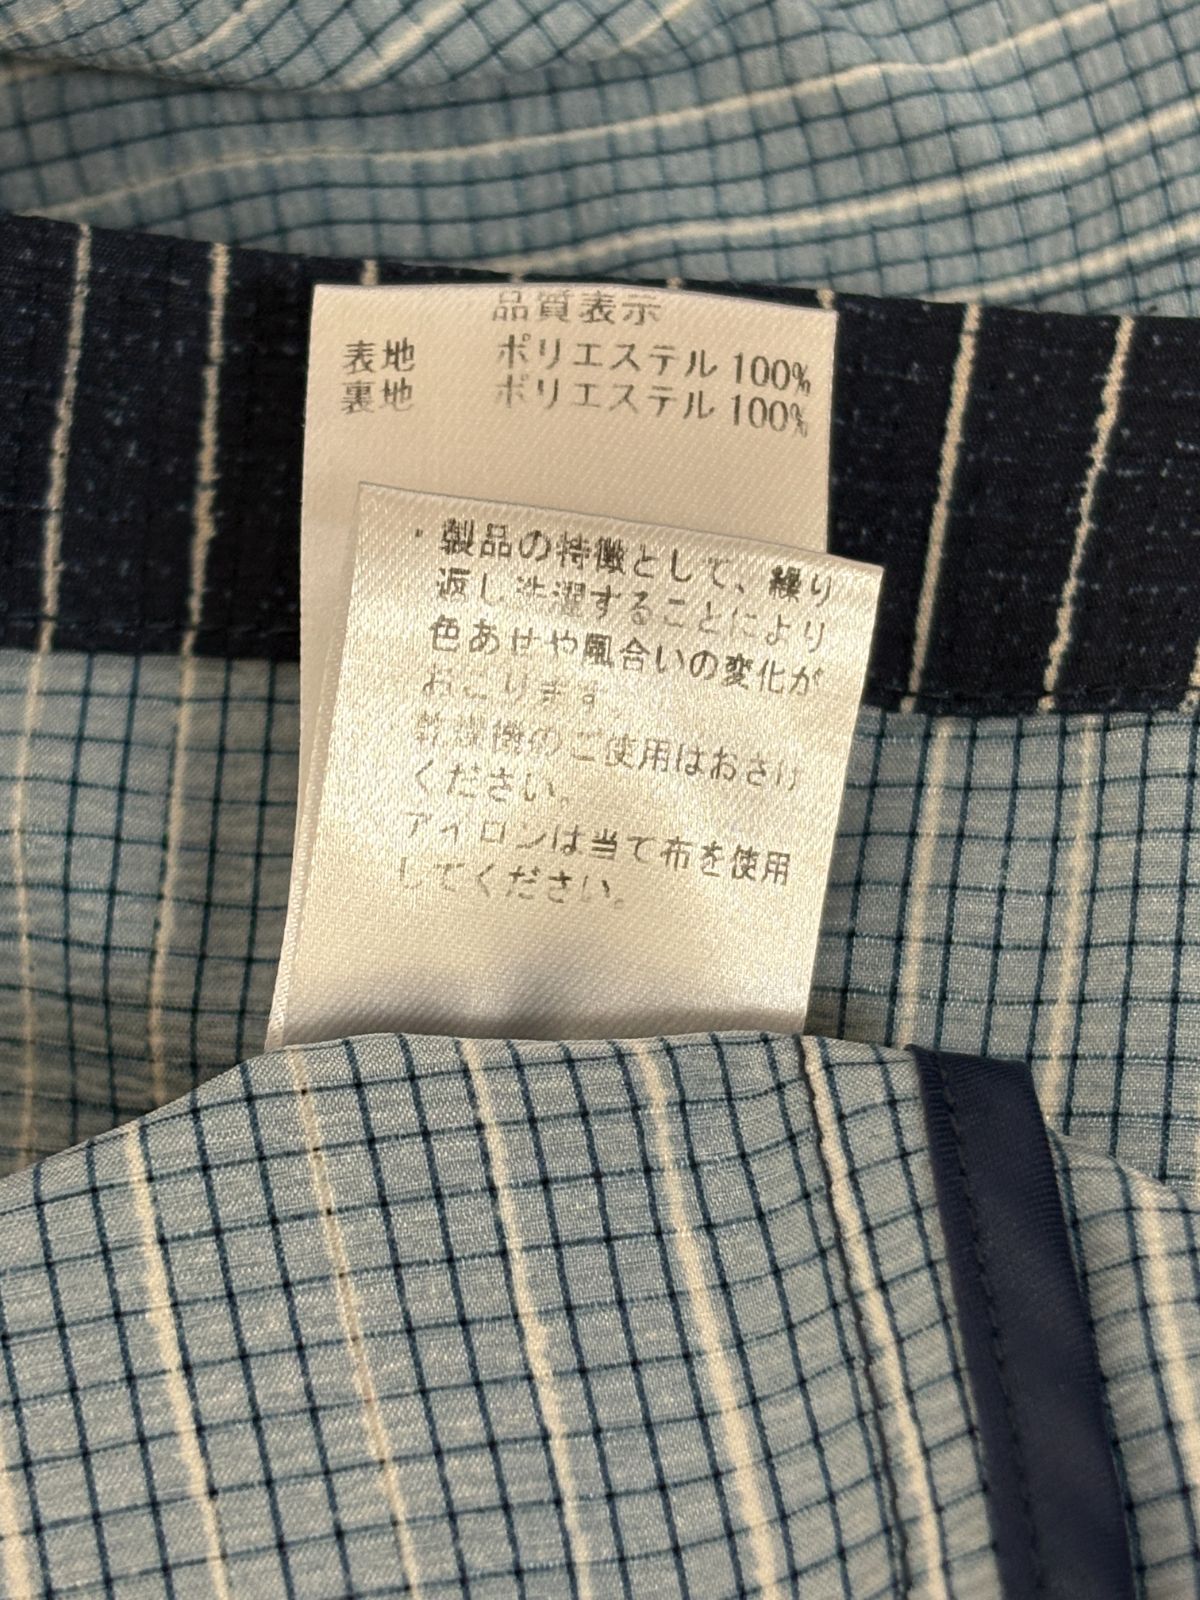 品質表示
表地 ポリエステル 100%
裏地 ポリエステル 100%
・製品の特徴として、繰り
返し洗濯することにより
色あせや風合いの変化が
おこります。
乾燥機のご使用はおさけ
ください。
アイロンは当て布を使用
してください。